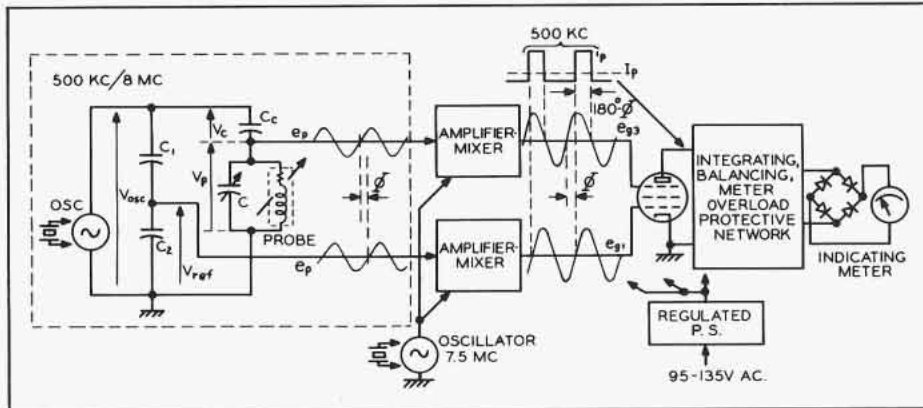 500 KC/8 MC
OSC
Vosc
C1
C2
Vref
Vc
Vp
Cc
C
PROBE
ep
Φ
ep
AMPLIFIER-
MIXER
AMPLIFIER-
MIXER
OSCILLATOR
7.5 MC
500 KC
ip
Ip
180°-Φ
eg3
Φ
eg1
INTEGRATING,
BALANCING,
METER
OVERLOAD
PROTECTIVE
NETWORK
INDICATING
METER
REGULATED
P. S.
95-135V AC.